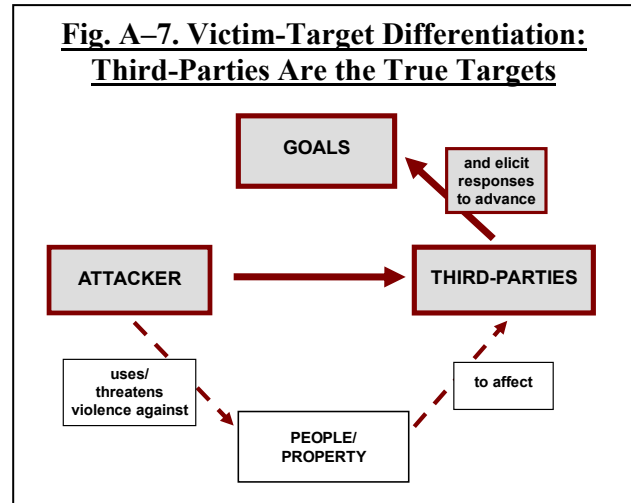 Fig. A–7. Victim-Target Differentiation:
Third-Parties Are the True Targets
GOALS
and elicit
responses
to advance
ATTACKER
THIRD-PARTIES
uses/
threatens
violence against
to affect
PEOPLE/
PROPERTY